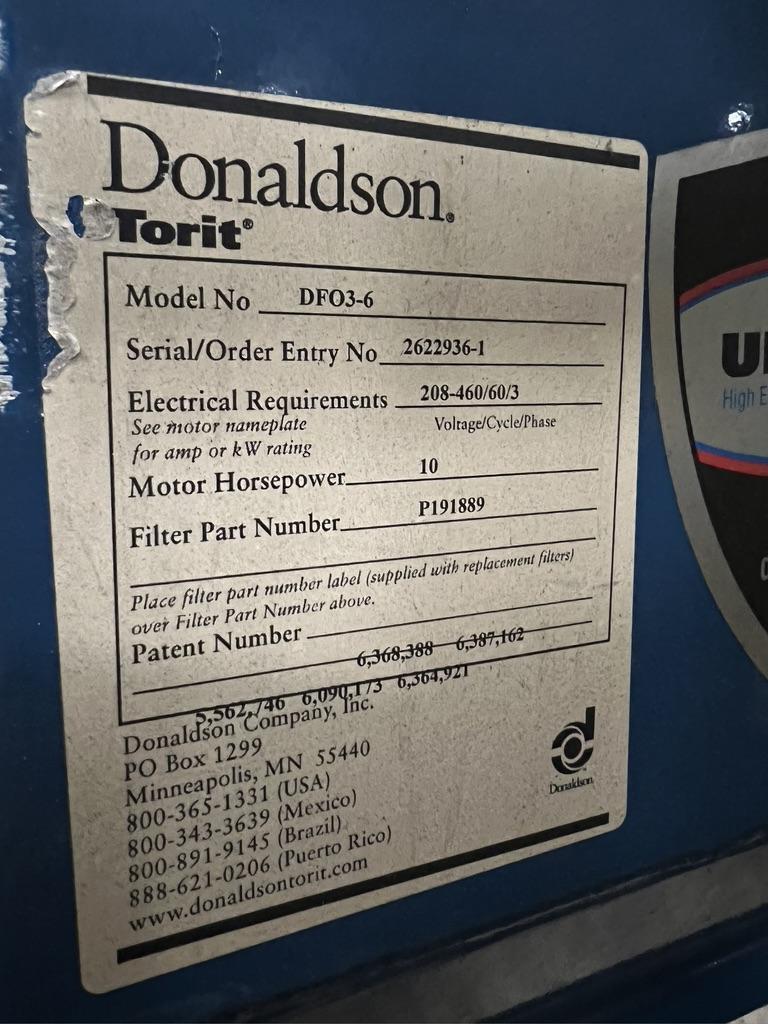 Donaldson®
Torit®
Model No DFO3-6
Serial/Order Entry No 2622936-1
Electrical Requirements 208-460/60/3
See motor nameplate Voltage/Cycle/Phase
for amp or kW rating
Motor Horsepower 10
Filter Part Number P191889
Place filter part number label (supplied with replacement filters)
over Filter Part Number above.
Patent Number
6,368,388 6,387,162
5,562,746 6,090,173 6,364,921
Donaldson Company, Inc.
PO Box 1299
Minneapolis, MN 55440
800-365-1331 (USA)
800-343-3639 (Mexico)
800-891-9145 (Brazil)
888-621-0206 (Puerto Rico)
www.donaldsontorit.com
Donaldson
High